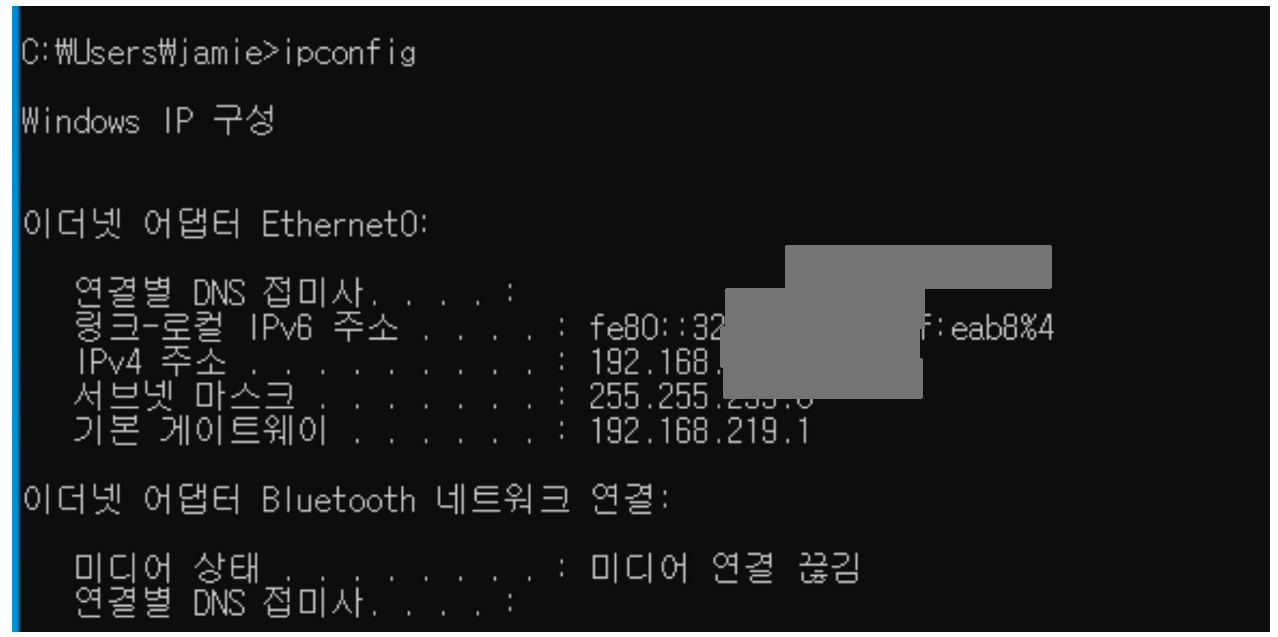 C:₩Users₩jamie>ipconfig
Windows IP 구성
이더넷 어댑터 Ethernet0:
연결별 DNS 접미사. . . . :
링크-로컬 IPv6 주소 . . . . : fe80::32 f:eab8%4
IPv4 주소 . . . . . . . . . : 192.168.
서브넷 마스크 . . . . . . . : 255.255.255.0
기본 게이트웨이 . . . . . . : 192.168.219.1
이더넷 어댑터 Bluetooth 네트워크 연결:
미디어 상태 . . . . . . . . : 미디어 연결 끊김
연결별 DNS 접미사. . . . :